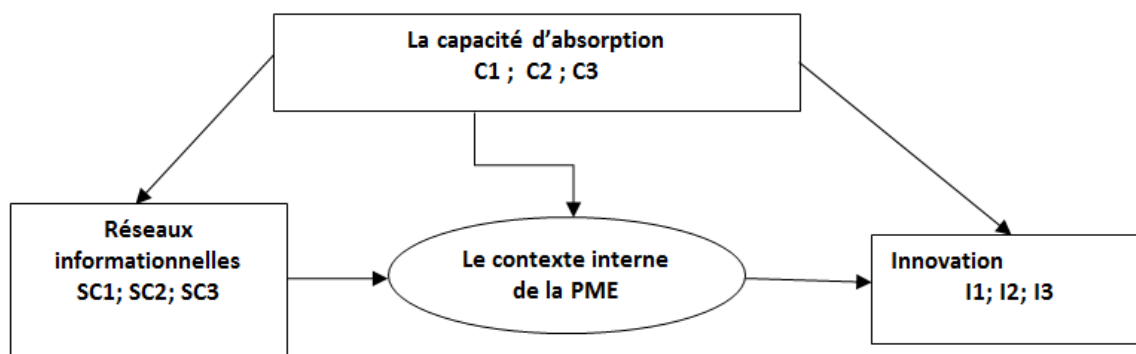 La capacité d'absorption
C1 ; C2 ; C3
Réseaux
informationnelles
SC1; SC2; SC3
Le contexte interne
de la PME
Innovation
I1; I2; I3